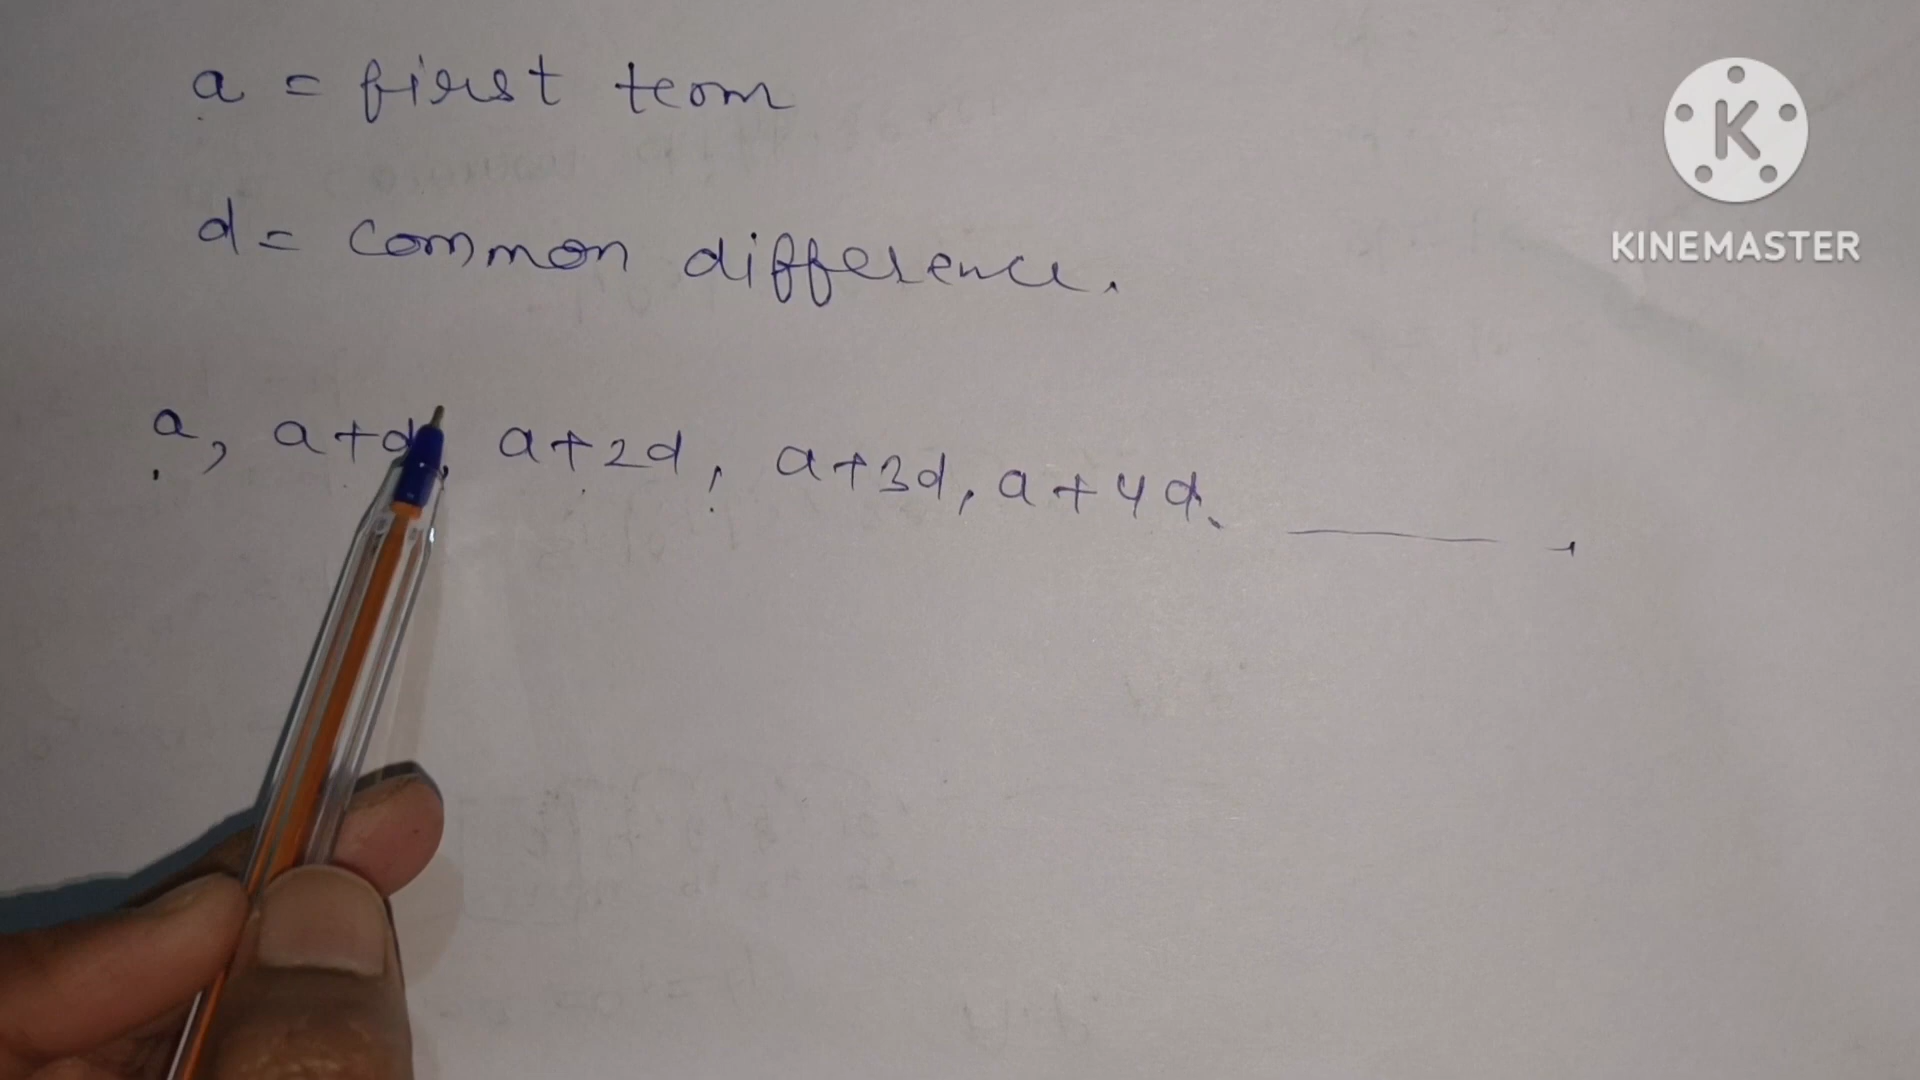 a = first term
d = common difference.
a, a+d, a+2d, a+3d, a+4d, ——— .
K
KINEMASTER